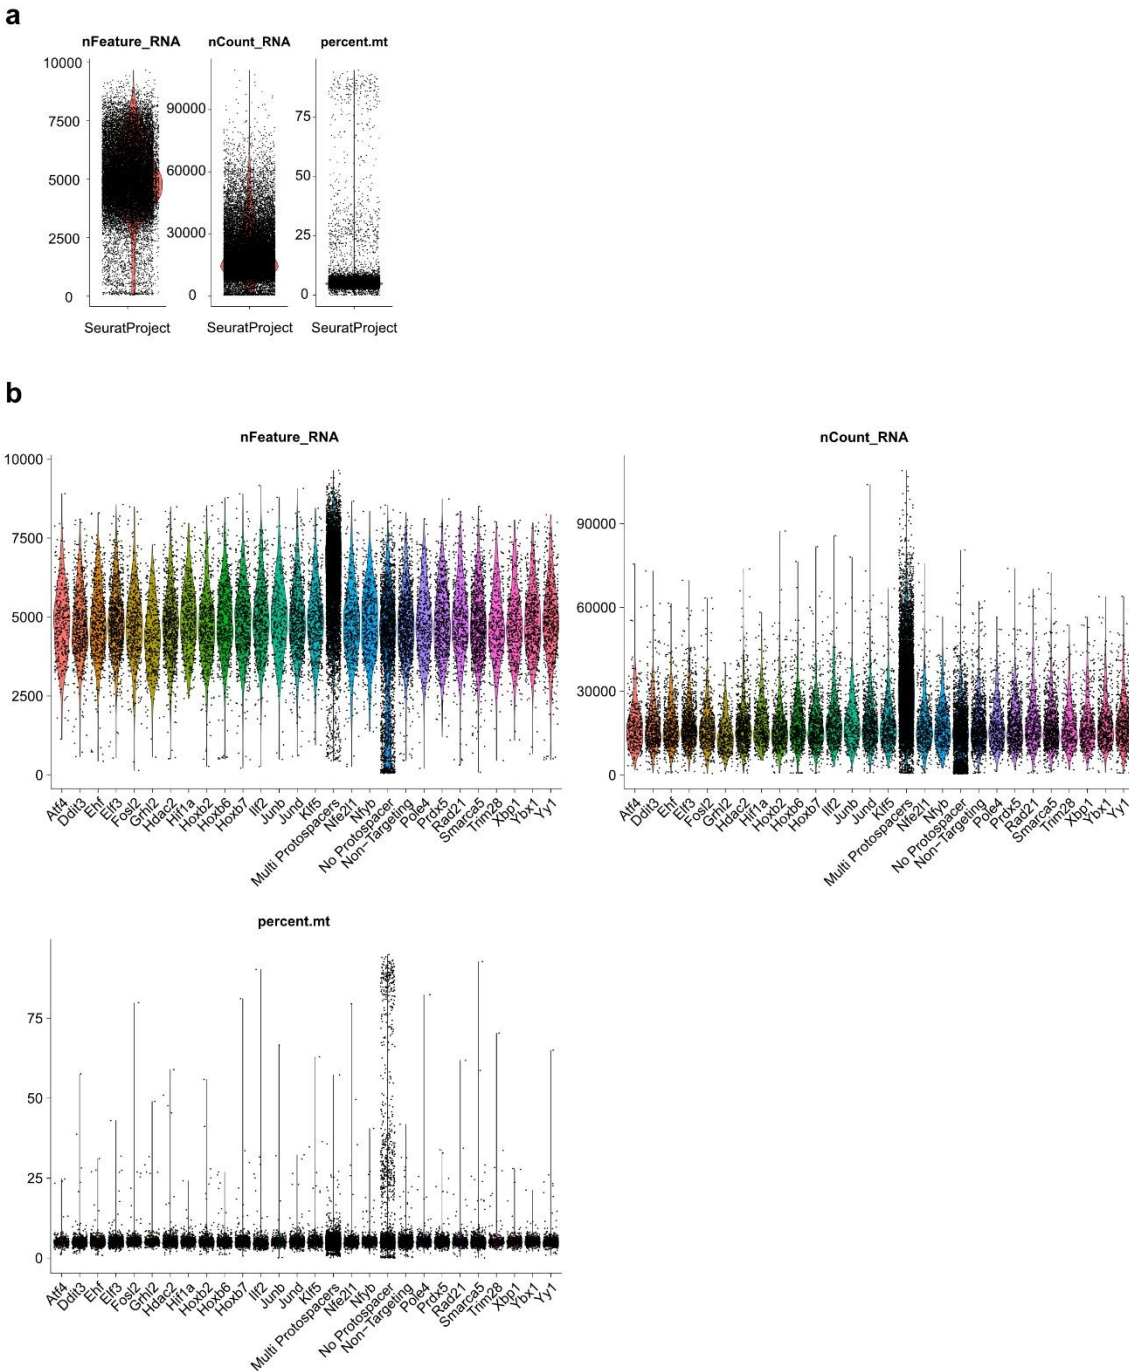 a
nFeature_RNA nCount_RNA percent.mt
10000
7500
5000
2500
0
90000
60000
30000
0
75
50
25
0
SeuratProject SeuratProject SeuratProject
b
nFeature_RNA
10000
7500
5000
2500
0
Atf4
Ddit3
Ehf
Elf3
Fosl2
Grhl2
Hdac2
Hif1a
Hoxb2
Hoxb6
Hoxb7
Ilf2
Junb
Jund
Klf5
Multi Protospacers
Nfe2l1
Nfyb
No Protospacer
Non-Targeting
Pole4
Prdx5
Rad21
Smarca5
Trim28
Xbp1
Ybx1
Yy1
nCount_RNA
90000
60000
30000
0
Atf4
Ddit3
Ehf
Elf3
Fosl2
Grhl2
Hdac2
Hif1a
Hoxb2
Hoxb6
Hoxb7
Ilf2
Junb
Jund
Klf5
Multi Protospacers
Nfe2l1
Nfyb
No Protospacer
Non-Targeting
Pole4
Prdx5
Rad21
Smarca5
Trim28
Xbp1
Ybx1
Yy1
percent.mt
75
50
25
0
Atf4
Ddit3
Ehf
Elf3
Fosl2
Grhl2
Hdac2
Hif1a
Hoxb2
Hoxb6
Hoxb7
Ilf2
Junb
Jund
Klf5
Multi Protospacers
Nfe2l1
Nfyb
No Protospacer
Non-Targeting
Pole4
Prdx5
Rad21
Smarca5
Trim28
Xbp1
Ybx1
Yy1